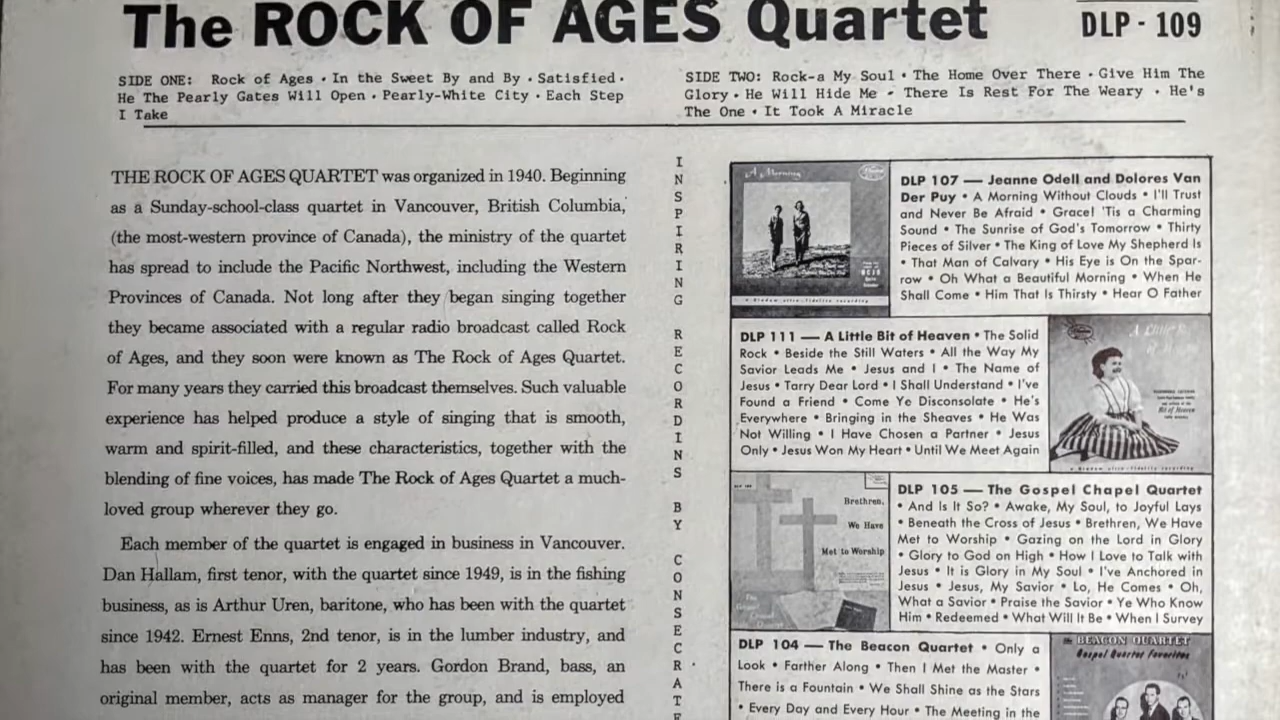 The ROCK OF AGES Quartet
DLP - 109
SIDE ONE: Rock of Ages • In the Sweet By and By • Satisfied •
He The Pearly Gates Will Open • Pearly-White City • Each Step
I Take
SIDE TWO: Rock-a My Soul • The Home Over There • Give Him The
Glory • He Will Hide Me - There Is Rest For The Weary • He's
The One • It Took A Miracle
THE ROCK OF AGES QUARTET was organized in 1940. Beginning
as a Sunday-school-class quartet in Vancouver, British Columbia,
(the most-western province of Canada), the ministry of the quartet
has spread to include the Pacific Northwest, including the Western
Provinces of Canada. Not long after they began singing together
they became associated with a regular radio broadcast called Rock
of Ages, and they soon were known as The Rock of Ages Quartet.
For many years they carried this broadcast themselves. Such valuable
experience has helped produce a style of singing that is smooth,
warm and spirit-filled, and these characteristics, together with the
blending of fine voices, has made The Rock of Ages Quartet a much-
loved group wherever they go.
Each member of the quartet is engaged in business in Vancouver.
Dan Hallam, first tenor, with the quartet since 1949, is in the fishing
business, as is Arthur Uren, baritone, who has been with the quartet
since 1942. Ernest Enns, 2nd tenor, is in the lumber industry, and
has been with the quartet for 2 years. Gordon Brand, bass, an
original member, acts as manager for the group, and is employed
INSPIRING RECORDINS BY CONSECRATE
A Morning
DLP 107 — Jeanne Odell and Dolores Van
Der Puy • A Morning Without Clouds • I'll Trust
and Never Be Afraid • Grace! 'Tis a Charming
Sound • The Sunrise of God's Tomorrow • Thirty
Pieces of Silver • The King of Love My Shepherd Is
• That Man of Calvary • His Eye is On the Spar-
row • Oh What a Beautiful Morning • When He
Shall Come • Him That Is Thirsty • Hear O Father
DLP 111 — A Little Bit of Heaven • The Solid
Rock • Beside the Still Waters • All the Way My
Savior Leads Me • Jesus and I • The Name of
Jesus • Tarry Dear Lord • I Shall Understand • I've
Found a Friend • Come Ye Disconsolate • He's
Everywhere • Bringing in the Sheaves • He Was
Not Willing • I Have Chosen a Partner • Jesus
Only • Jesus Won My Heart • Until We Meet Again
Bit of Heaven
Brethren,
We Have
Met to Worship
DLP 105 — The Gospel Chapel Quartet
• And Is It So? • Awake, My Soul, to Joyful Lays
• Beneath the Cross of Jesus • Brethren, We Have
Met to Worship • Gazing on the Lord in Glory
• Glory to God on High • How I Love to Talk with
Jesus • It is Glory in My Soul • I've Anchored in
Jesus • Jesus, My Savior • Lo, He Comes • Oh,
What a Savior • Praise the Savior • Ye Who Know
Him • Redeemed • What Will It Be • When I Survey
DLP 104 — The Beacon Quartet • Only a
Look • Farther Along • Then I Met the Master •
There is a Fountain • We Shall Shine as the Stars
• Every Day and Every Hour • The Meeting in the
BEACON QUARTET
Gospel Quartet Favorites